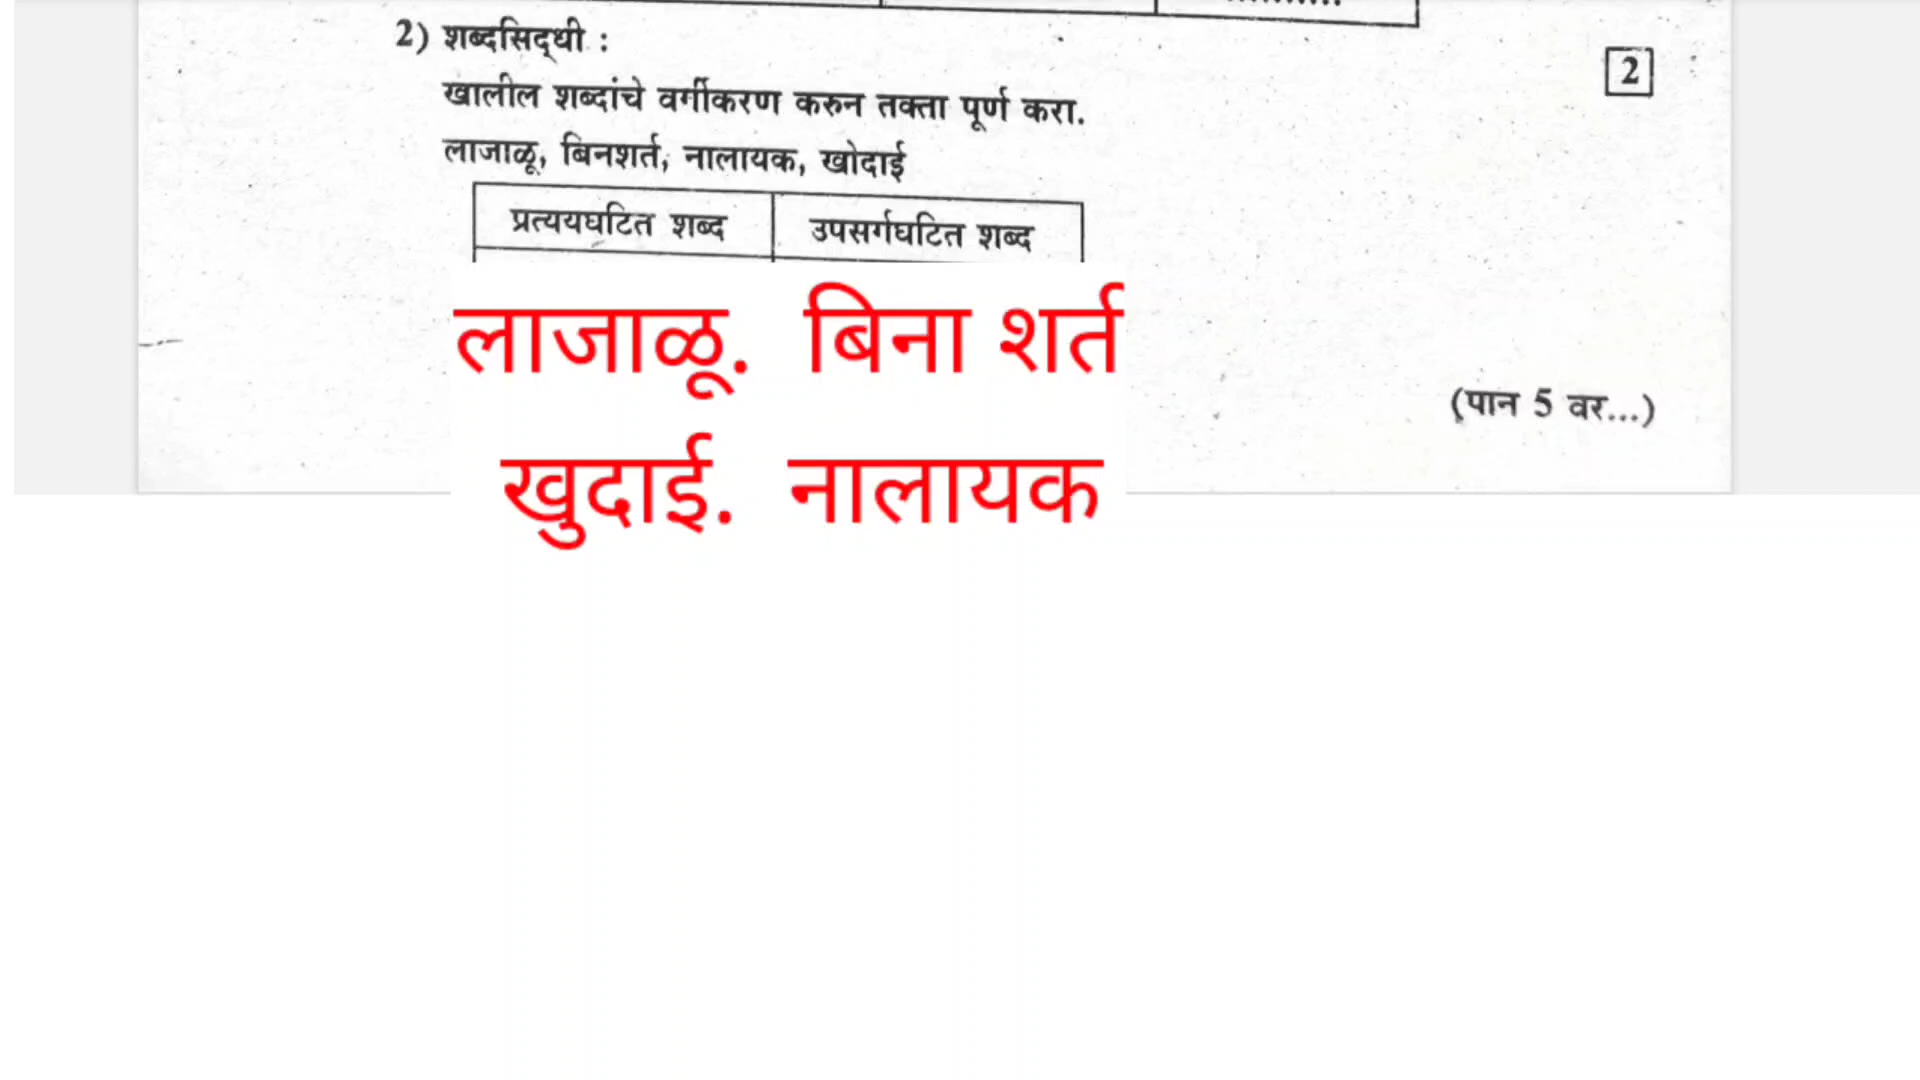 2) शब्दसिद्धी :
2
खालील शब्दांचे वर्गीकरण करुन तक्ता पूर्ण करा.
लाजाळू, बिनशर्त, नालायक, खोदाई
प्रत्ययघटित शब्द उपसर्गघटित शब्द
लाजाळू. बिना शर्त
(पान 5 वर...)
खुदाई. नालायक